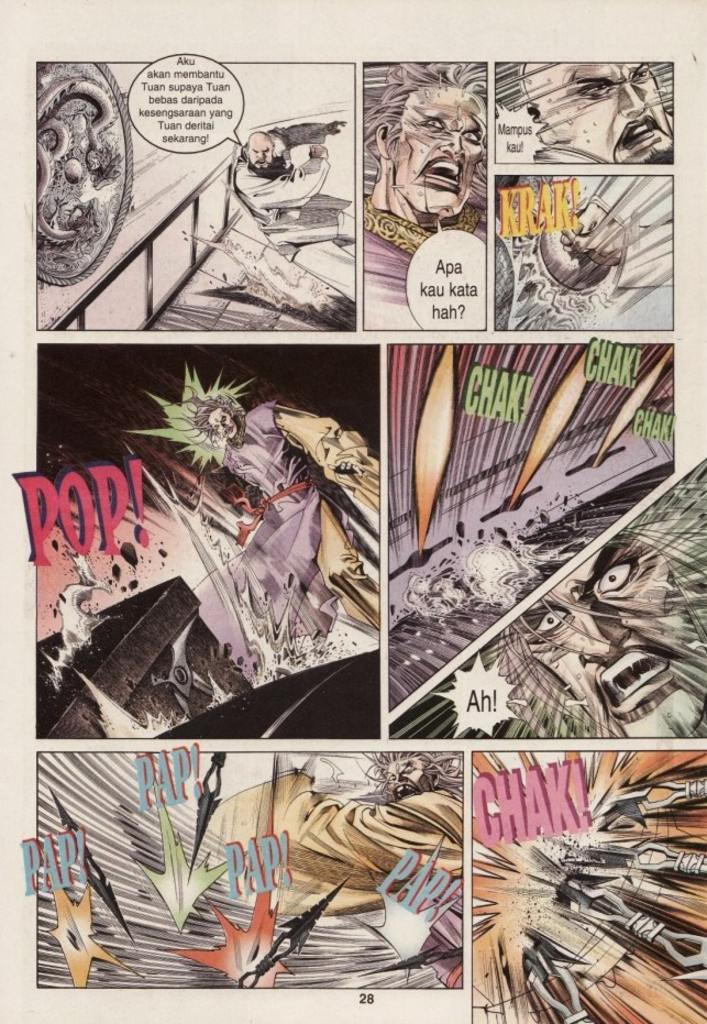 Aku
akan membantu
Tuan supaya Tuan
bebas daripada
kesengsaraan yang
Tuan deritai
sekarang!
Apa
kau kata
hah?
Mampus
kau!
KRAK!
POP!
CHAK!
CHAK!
CHAK!
Ah!
PAP!
PAP!
PAP!
PAP!
CHAK!
28